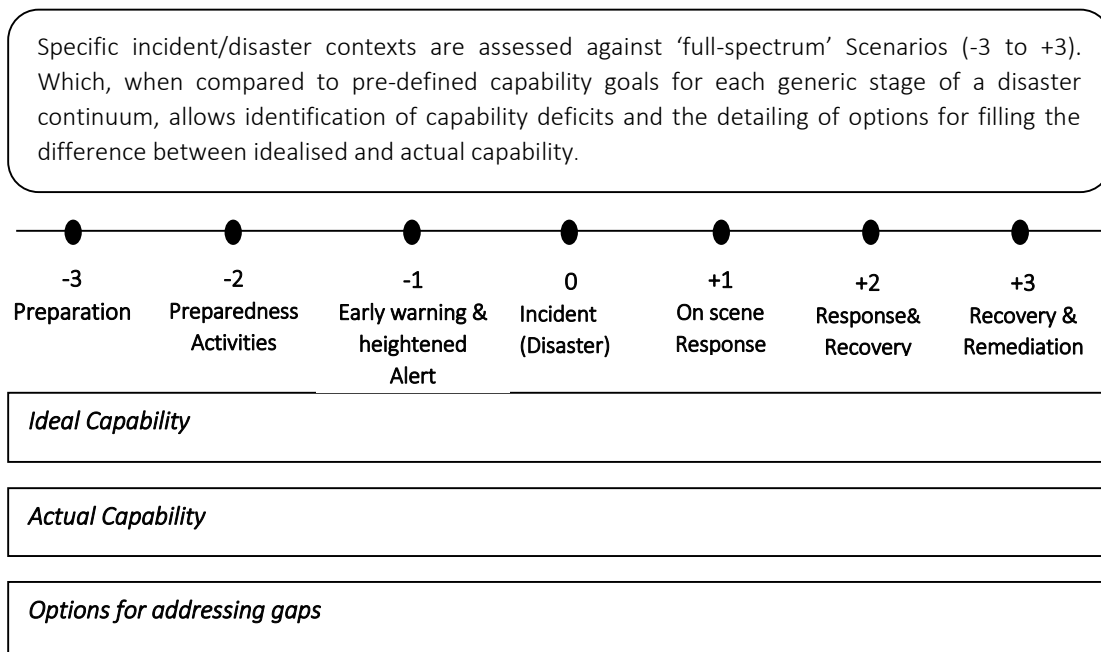 Specific incident/disaster contexts are assessed against ‘full-spectrum’ Scenarios (-3 to +3).
Which, when compared to pre-defined capability goals for each generic stage of a disaster
continuum, allows identification of capability deficits and the detailing of options for filling the
difference between idealised and actual capability.
-3
Preparation
-2
Preparedness
Activities
-1
Early warning &
heightened
Alert
0
Incident
(Disaster)
+1
On scene
Response
+2
Response&
Recovery
+3
Recovery &
Remediation
Ideal Capability
Actual Capability
Options for addressing gaps